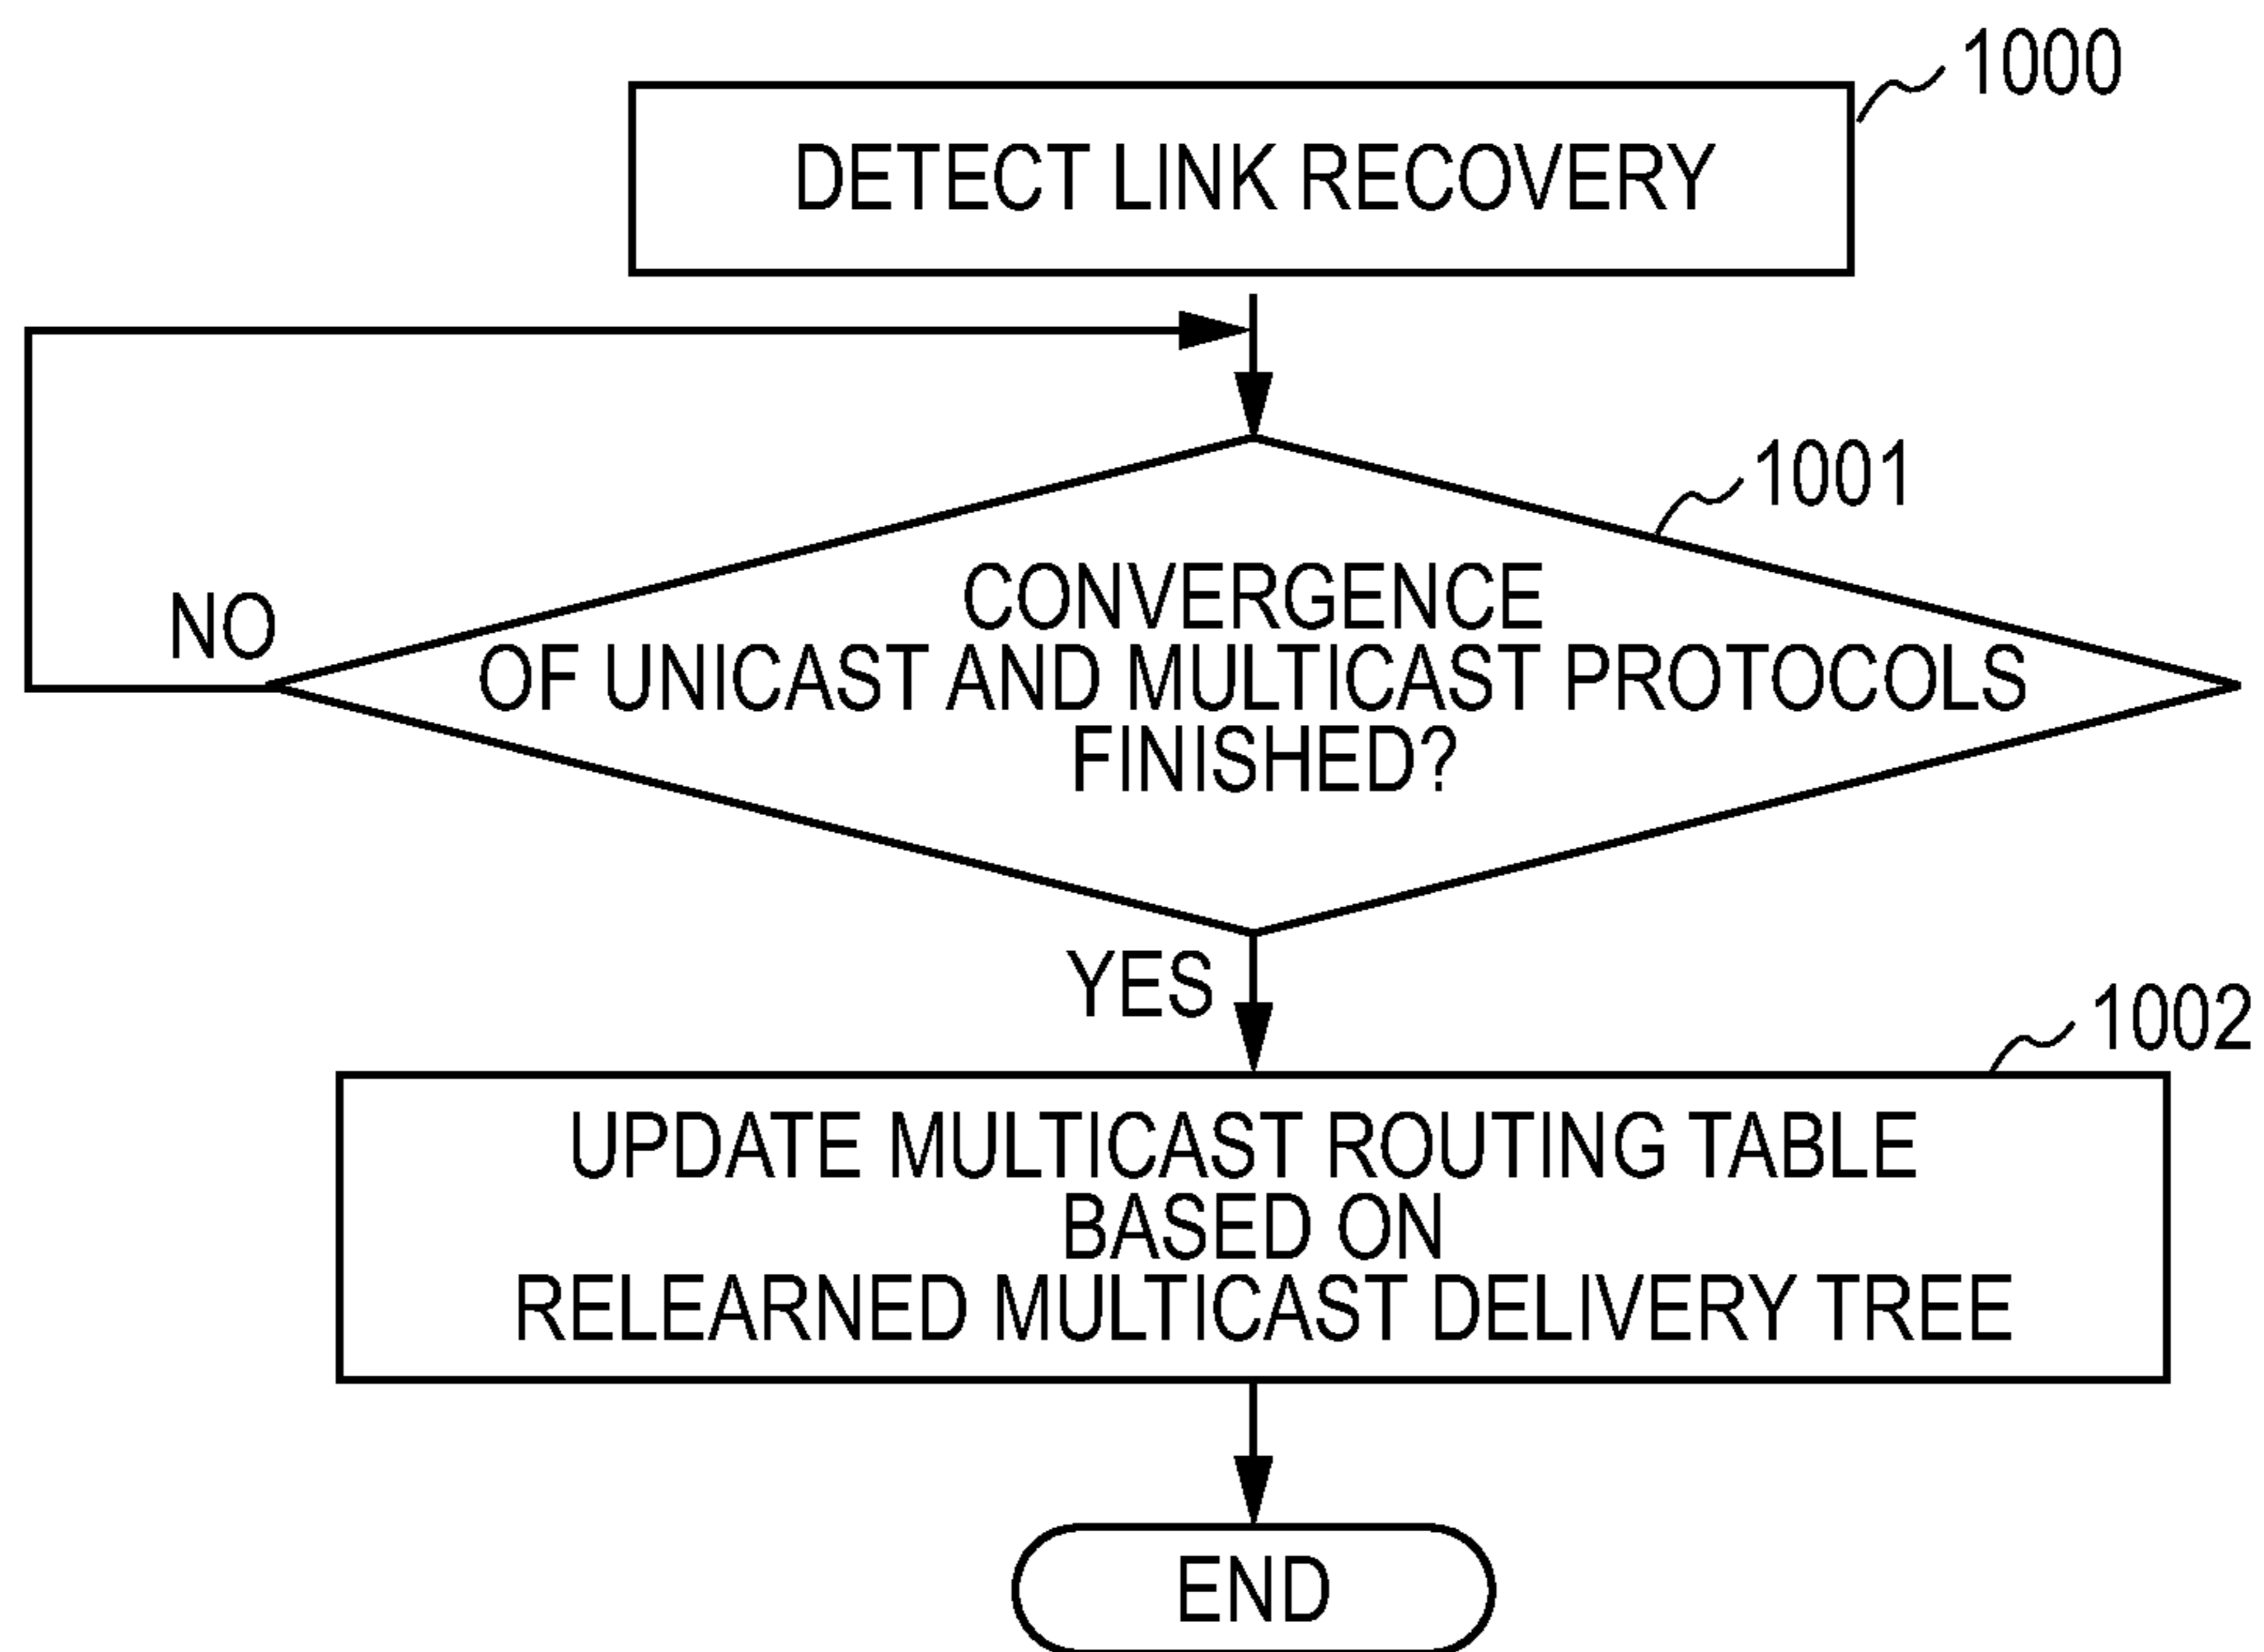 1000
DETECT LINK RECOVERY
1001
CONVERGENCE
OF UNICAST AND MULTICAST PROTOCOLS
FINISHED?
NO
YES
1002
UPDATE MULTICAST ROUTING TABLE
BASED ON
RELEARNED MULTICAST DELIVERY TREE
END